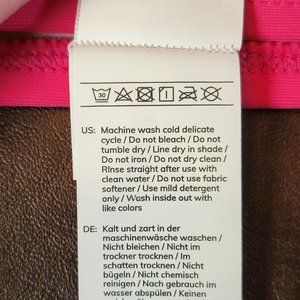 30
US: Machine wash cold delicate
cycle / Do not bleach / Do not
tumble dry / Line dry in shade /
Do not iron / Do not dry clean /
RInse straight after use with
clean water / Do not use fabric
softener / Use mild detergent
only / Wash inside out with
like colors
DE: Kalt und zart in der
maschinenwäsche waschen /
Nicht bleichen / Nicht im
trockner trocknen / Im
schatten trocknen / Nicht
bügeln / Nicht chemisch
reinigen / Nach gebrauch im
wasser abspülen / Keinen